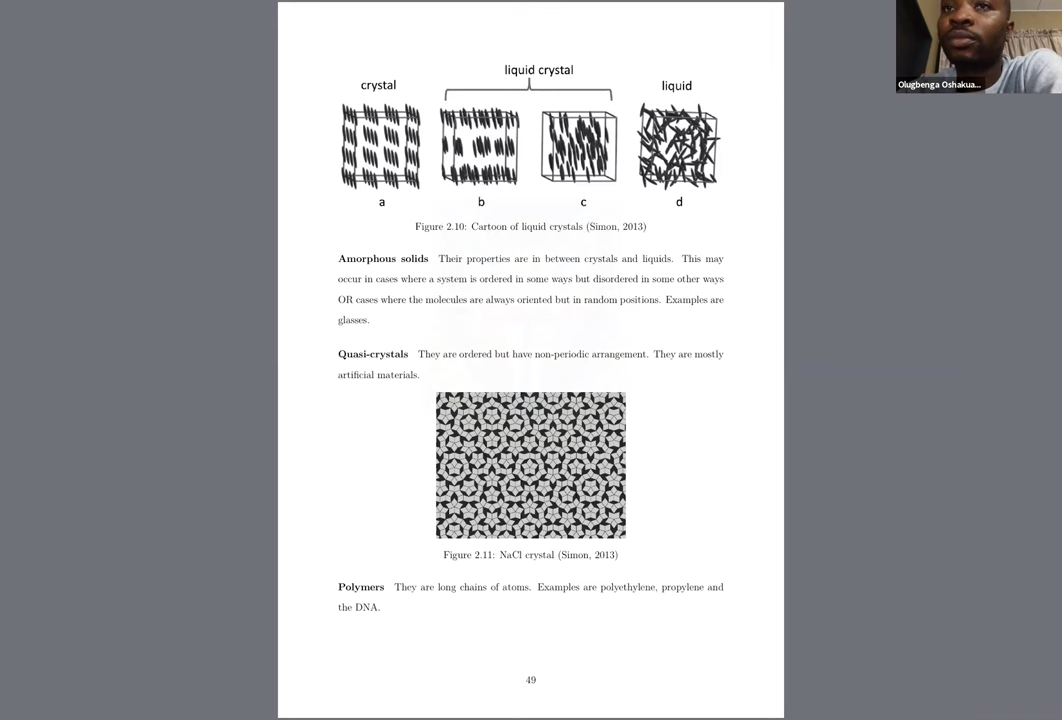 liquid crystal
crystal
liquid
a
b
c
d
Figure 2.10: Cartoon of liquid crystals (Simon, 2013)
Amorphous solids Their properties are in between crystals and liquids. This may
occur in cases where a system is ordered in some ways but disordered in some other ways
OR cases where the molecules are always oriented but in random positions. Examples are
glasses.
Quasi-crystals They are ordered but have non-periodic arrangement. They are mostly
artificial materials.
Figure 2.11: NaCl crystal (Simon, 2013)
Polymers They are long chains of atoms. Examples are polyethylene, propylene and
the DNA.
49
Olugbenga Oshakua...